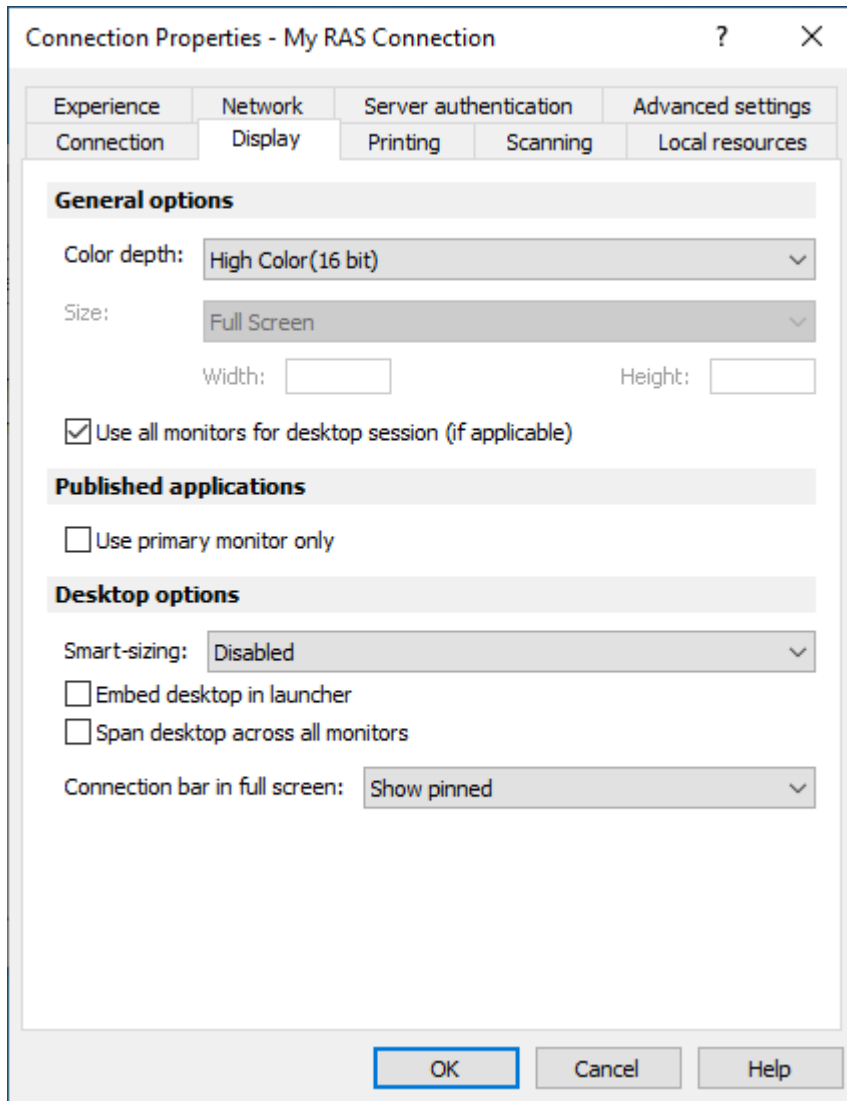 Connection Properties - My RAS Connection ? X
Experience Network Server authentication Advanced settings
Connection Display Printing Scanning Local resources
General options
Color depth: High Color(16 bit)
Size: Full Screen
Width: Height:
Use all monitors for desktop session (if applicable)
Published applications
Use primary monitor only
Desktop options
Smart-sizing: Disabled
Embed desktop in launcher
Span desktop across all monitors
Connection bar in full screen: Show pinned
OK Cancel Help